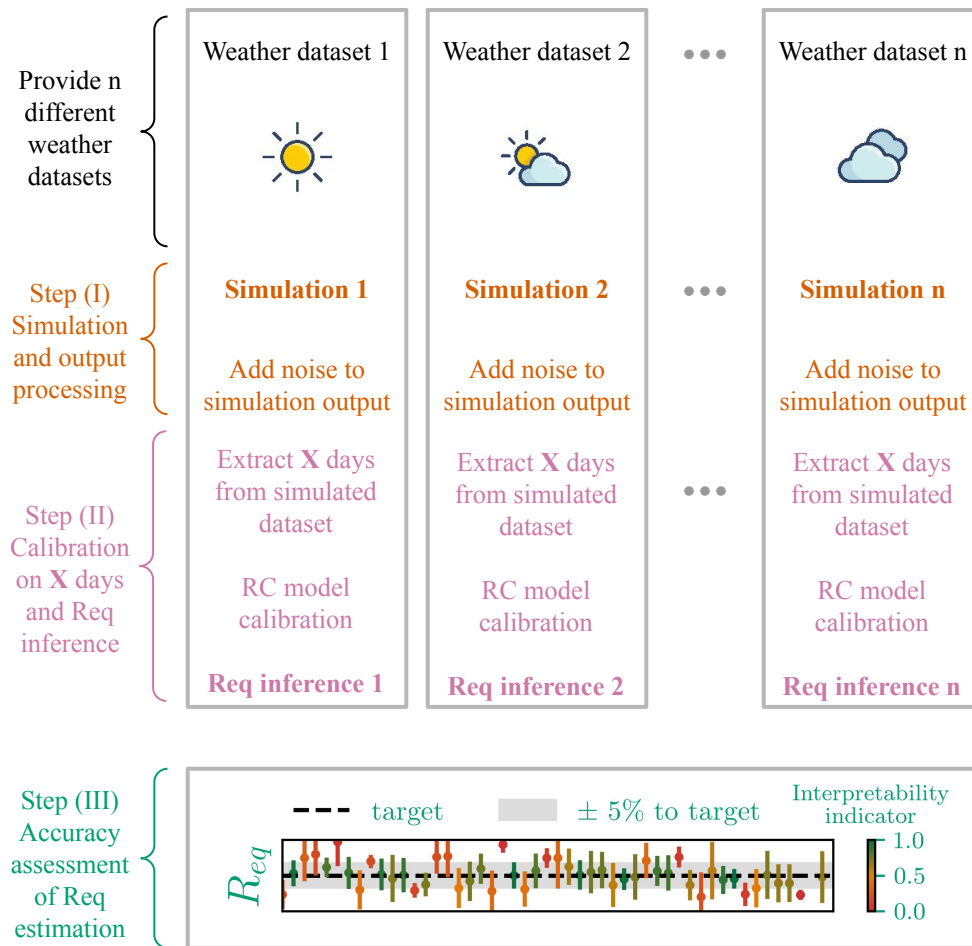 Provide n
different
weather
datasets
Weather dataset 1
Weather dataset 2
Weather dataset n
Step (I)
Simulation
and output
processing
Simulation 1
Simulation 2
Simulation n
Add noise to
simulation output
Add noise to
simulation output
Add noise to
simulation output
Step (II)
Calibration
on X days
and Req
inference
Extract X days
from simulated
dataset
Extract X days
from simulated
dataset
Extract X days
from simulated
dataset
RC model
calibration
RC model
calibration
RC model
calibration
Req inference 1
Req inference 2
Req inference n
Step (III)
Accuracy
assessment
of Req
estimation
target
± 5% to target
Interpretability
indicator
R_eq
1.0
0.5
0.0